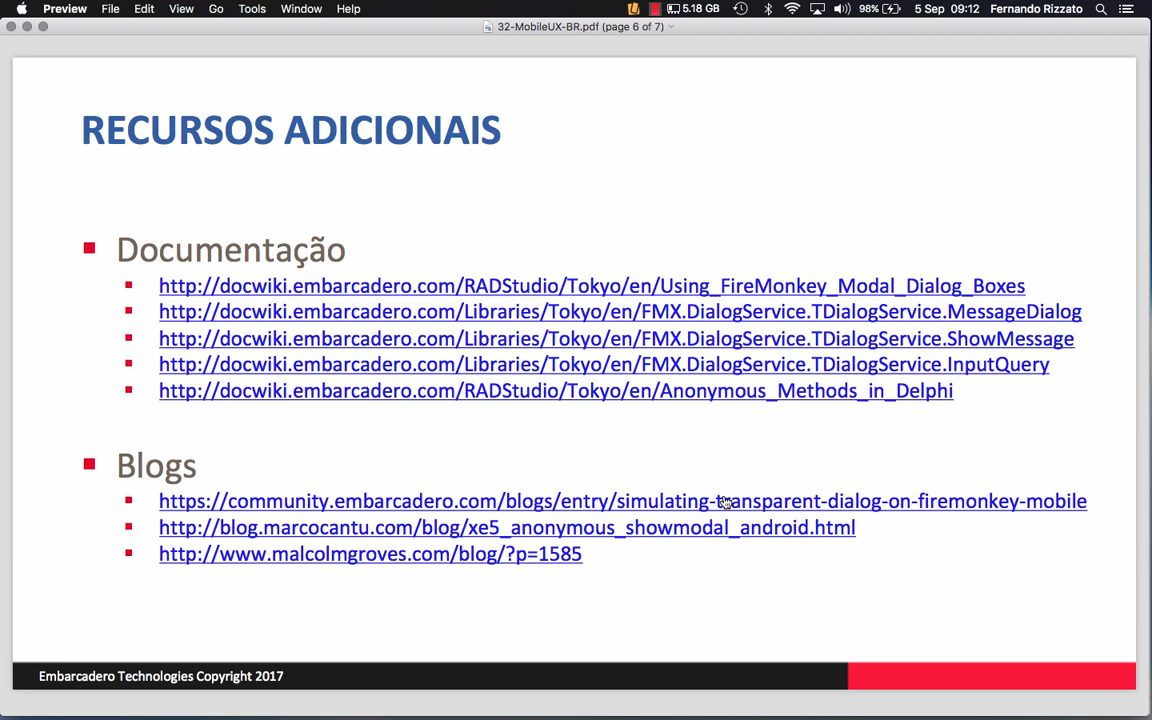 Preview File Edit View Go Tools Window Help 5.18 GB 98% 5 Sep 09:12 Fernando Rizzato
32-MobileUX-BR.pdf (page 6 of 7)
RECURSOS ADICIONAIS
Documentação
http://docwiki.embarcadero.com/RADStudio/Tokyo/en/Using_FireMonkey_Modal_Dialog_Boxes
http://docwiki.embarcadero.com/Libraries/Tokyo/en/FMX.DialogService.TDialogService.MessageDialog
http://docwiki.embarcadero.com/Libraries/Tokyo/en/FMX.DialogService.TDialogService.ShowMessage
http://docwiki.embarcadero.com/Libraries/Tokyo/en/FMX.DialogService.TDialogService.InputQuery
http://docwiki.embarcadero.com/RADStudio/Tokyo/en/Anonymous_Methods_in_Delphi
Blogs
https://community.embarcadero.com/blogs/entry/simulating-transparent-dialog-on-firemonkey-mobile
http://blog.marcocantu.com/blog/xe5_anonymous_showmodal_android.html
http://www.malcolmgroves.com/blog/?p=1585
Embarcadero Technologies Copyright 2017